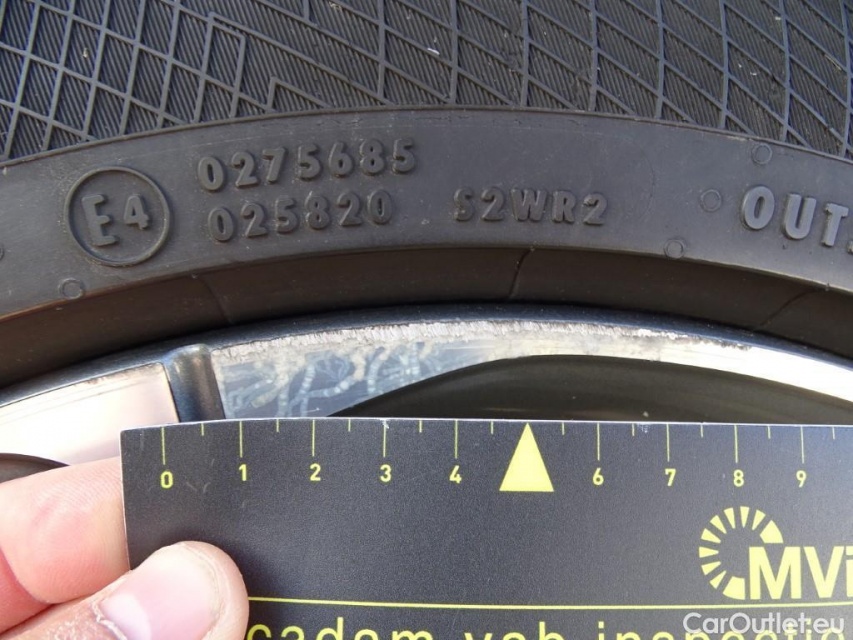 E4
0275685
025820 S2WR2
OUT
0 1 2 3 4 6 7 8 9
MVi
CarOutlet.eu